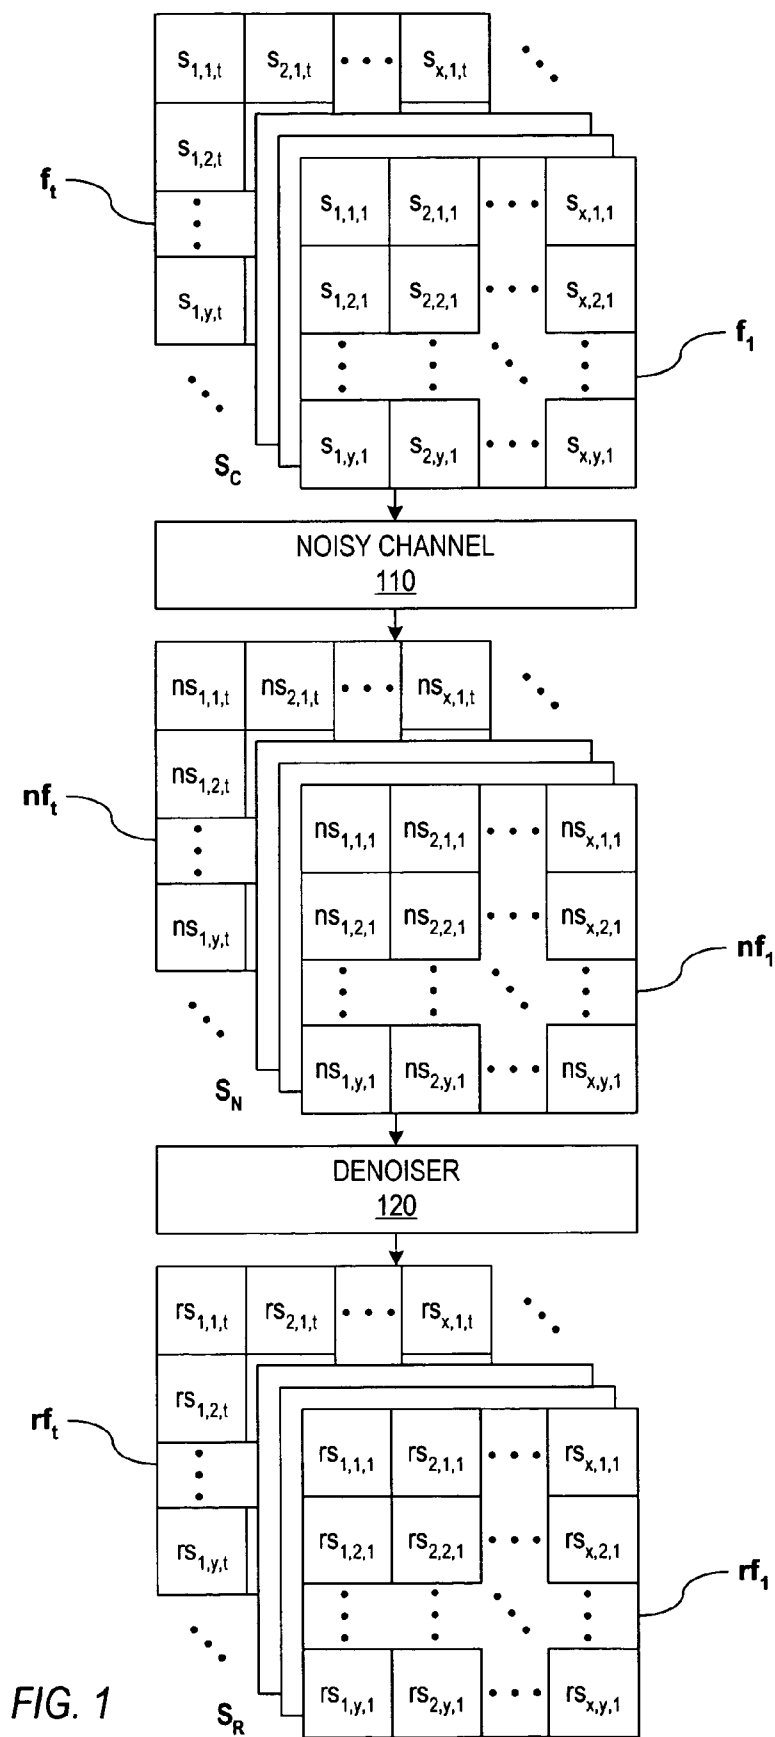 s1,1,t s2,1,t • • • sx,1,t
s1,2,t
ft
s1,y,t
s1,1,1 s2,1,1 • • • sx,1,1
s1,2,1 s2,2,1 • • • sx,2,1
f1
s1,y,1 s2,y,1 • • • sx,y,1
SC
NOISY CHANNEL
110
ns1,1,t ns2,1,t • • • nsx,1,t
ns1,2,t
nft
ns1,y,t
ns1,1,1 ns2,1,1 • • • nsx,1,1
ns1,2,1 ns2,2,1 • • • nsx,2,1
nf1
ns1,y,1 ns2,y,1 • • • nsx,y,1
SN
DENOISER
120
rs1,1,t rs2,1,t • • • rsx,1,t
rs1,2,t
rft
rs1,y,t
rs1,1,1 rs2,1,1 • • • rsx,1,1
rs1,2,1 rs2,2,1 • • • rsx,2,1
rf1
rs1,y,1 rs2,y,1 • • • rsx,y,1
SR
FIG. 1